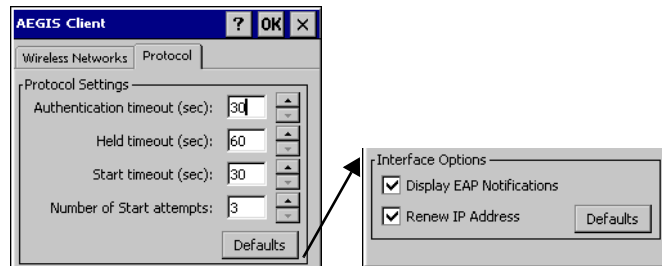 AEGIS Client ? OK ×
Wireless Networks Protocol
Protocol Settings
Authentication timeout (sec): 30
Held timeout (sec): 60
Start timeout (sec): 30
Number of Start attempts: 3
Defaults
Interface Options
Display EAP Notifications
Renew IP Address Defaults